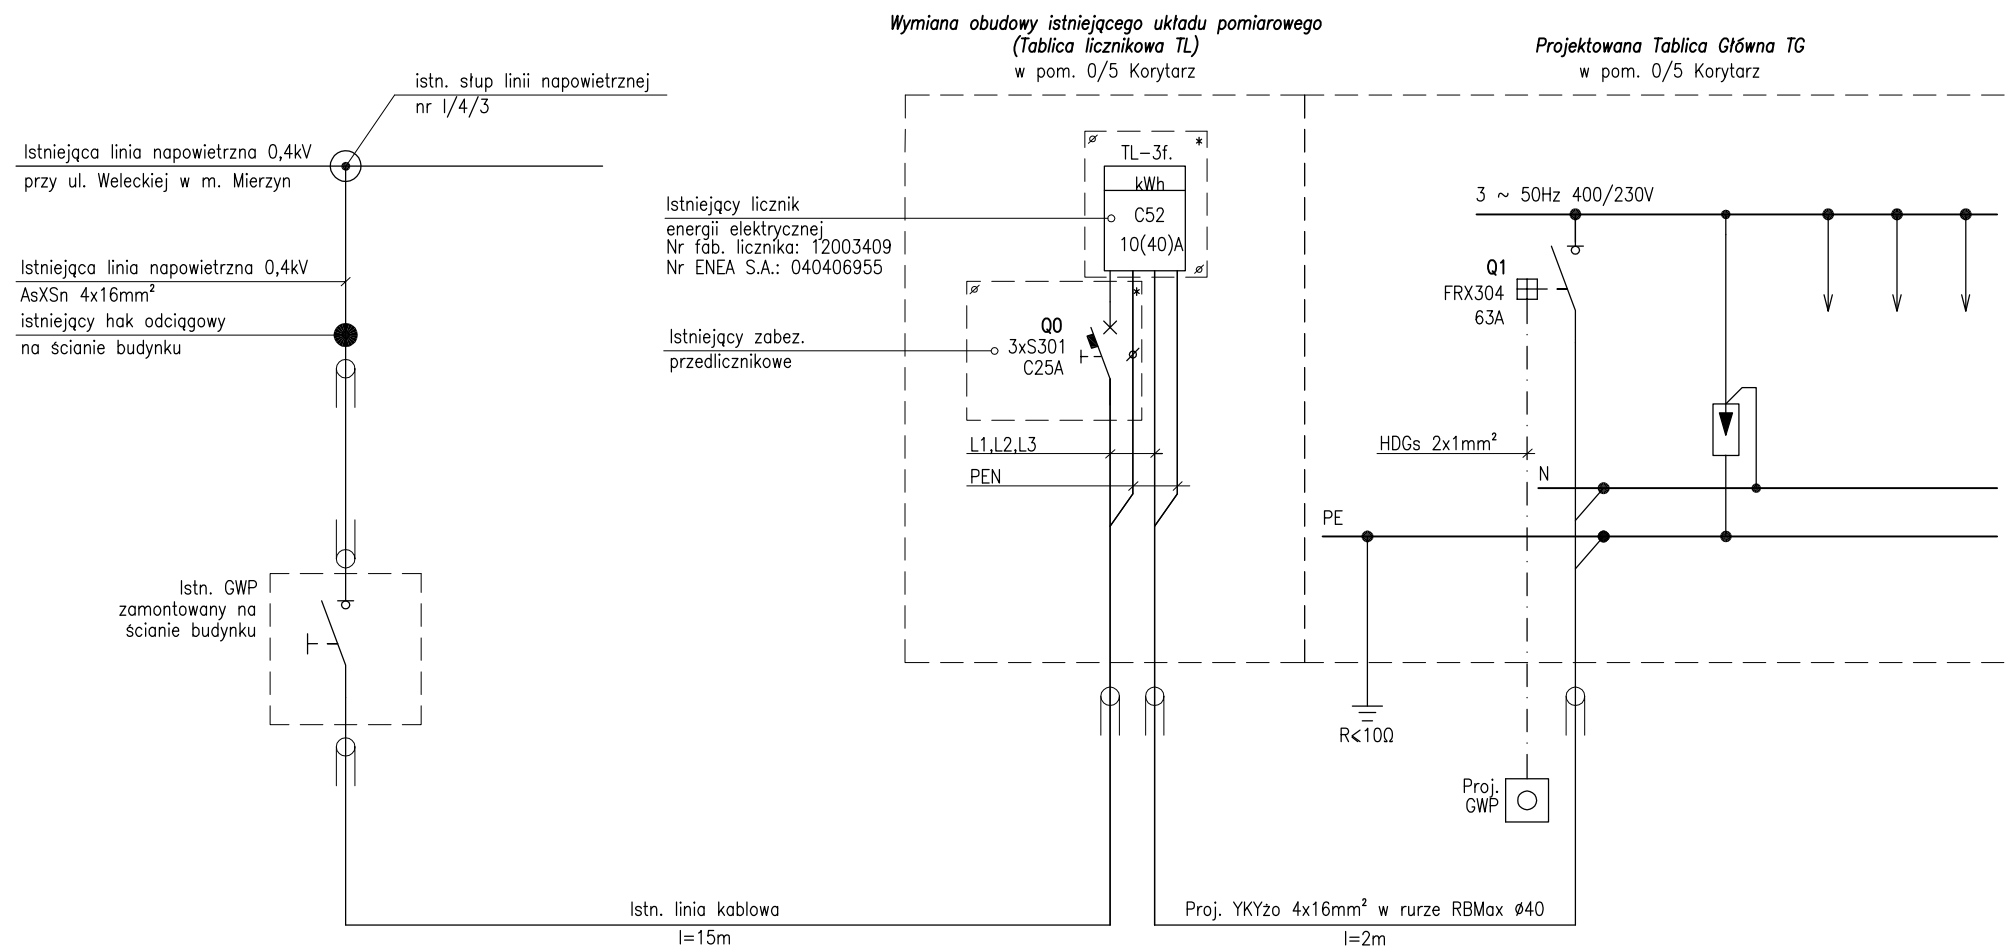 Wymiana obudowy istniejącego układu pomiarowego
(Tablica licznikowa TL)
w pom. 0/5 Korytarz
Projektowana Tablica Główna TG
w pom. 0/5 Korytarz
istn. słup linii napowietrznej
nr I/4/3
Istniejąca linia napowietrzna 0,4kV
przy ul. Weleckiej w m. Mierzyn
Istniejąca linia napowietrzna 0,4kV
AsXSn 4x16mm²
istniejący hak odciągowy
na ścianie budynku
Istn. GWP
zamontowany na
ścianie budynku
Istniejący licznik
energii elektrycznej
Nr fab. licznika: 12003409
Nr ENEA S.A.: 040406955
TL-3f.
kWh
C52
10(40)A
Istniejący zabez.
przedlicznikowe
Q0
3xS301
C25A
L1,L2,L3
PEN
3 ~ 50Hz 400/230V
Q1
FRX304
63A
HDGs 2x1mm²
N
PE
R<10Ω
Proj.
GWP
Istn. linia kablowa
l=15m
Proj. YKYżo 4x16mm² w rurze RBMax ø40
l=2m